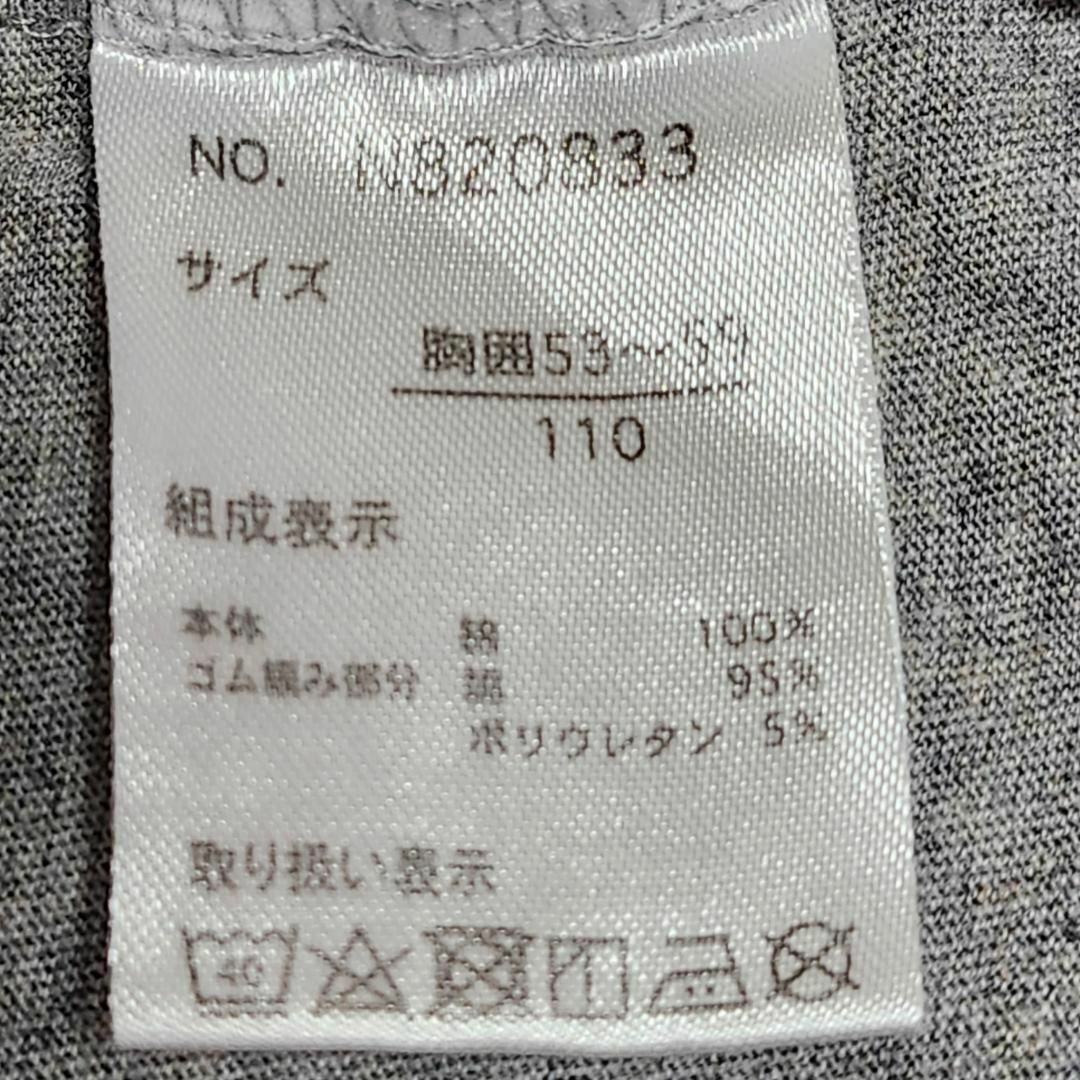 NO. N820833
サイズ
胸囲53～59
110
組成表示
本体 綿 100%
ゴム編み部分 綿 95%
ポリウレタン 5%
取り扱い表示
40